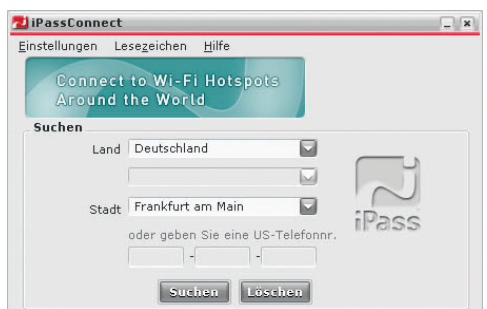 iPassConnect
Einstellungen Lesezeichen Hilfe
Connect to Wi-Fi Hotspots
Around the World
Suchen
Land Deutschland
Stadt Frankfurt am Main
iPass
oder geben Sie eine US-Telefonnr.
- -
Suchen Löschen